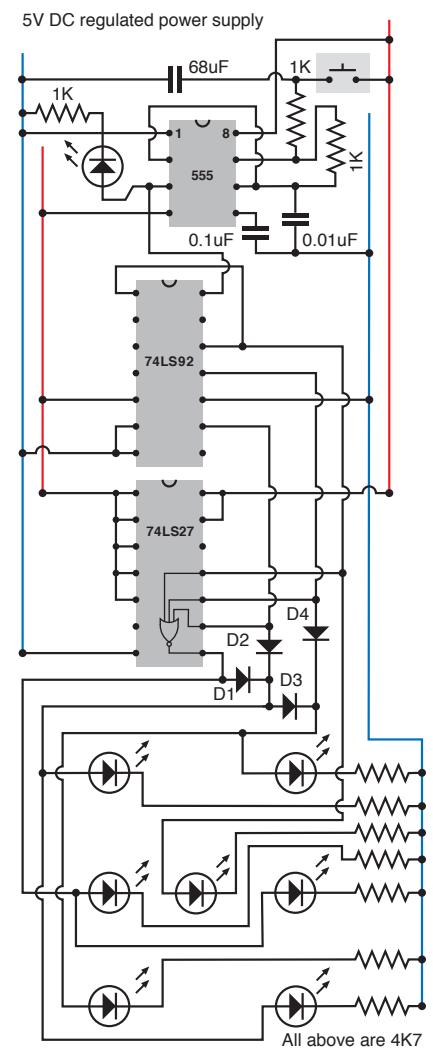 5V DC regulated power supply
68uF
1K
1K
1
8
555
1K
0.1uF
0.01uF
74LS92
74LS27
D4
D2
D3
D1
All above are 4K7